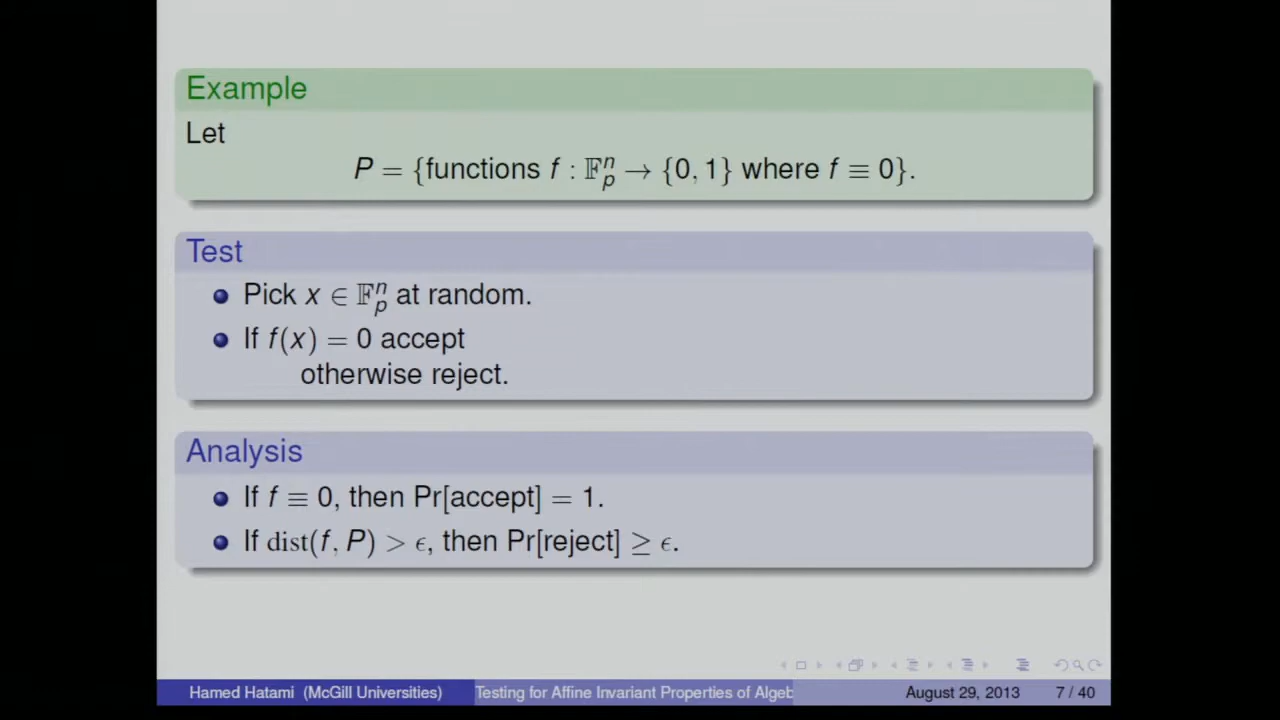 Example
Let
P = {functions f : 𝔽ₚⁿ → {0, 1} where f ≡ 0}.
Test
Pick x ∈ 𝔽ₚⁿ at random.
If f(x) = 0 accept
otherwise reject.
Analysis
If f ≡ 0, then Pr[accept] = 1.
If dist(f, P) > ϵ, then Pr[reject] ≥ ϵ.
Hamed Hatami (McGill Universities) Testing for Affine Invariant Properties of Algeb August 29, 2013 7 / 40